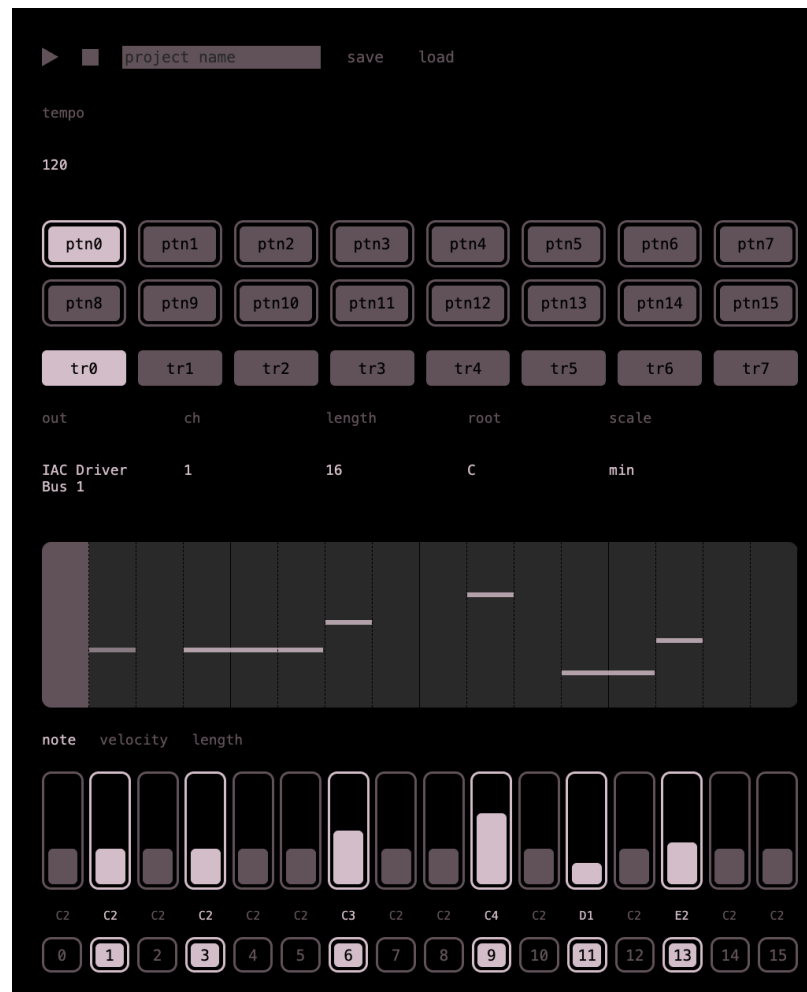 project name save load
tempo
120
ptn0 ptn1 ptn2 ptn3 ptn4 ptn5 ptn6 ptn7
ptn8 ptn9 ptn10 ptn11 ptn12 ptn13 ptn14 ptn15
tr0 tr1 tr2 tr3 tr4 tr5 tr6 tr7
out ch length root scale
IAC Driver 1 16 C min
Bus 1
note velocity length
C2 C2 C2 C2 C2 C2 C3 C2 C2 C4 C2 D1 C2 E2 C2 C2
0 1 2 3 4 5 6 7 8 9 10 11 12 13 14 15